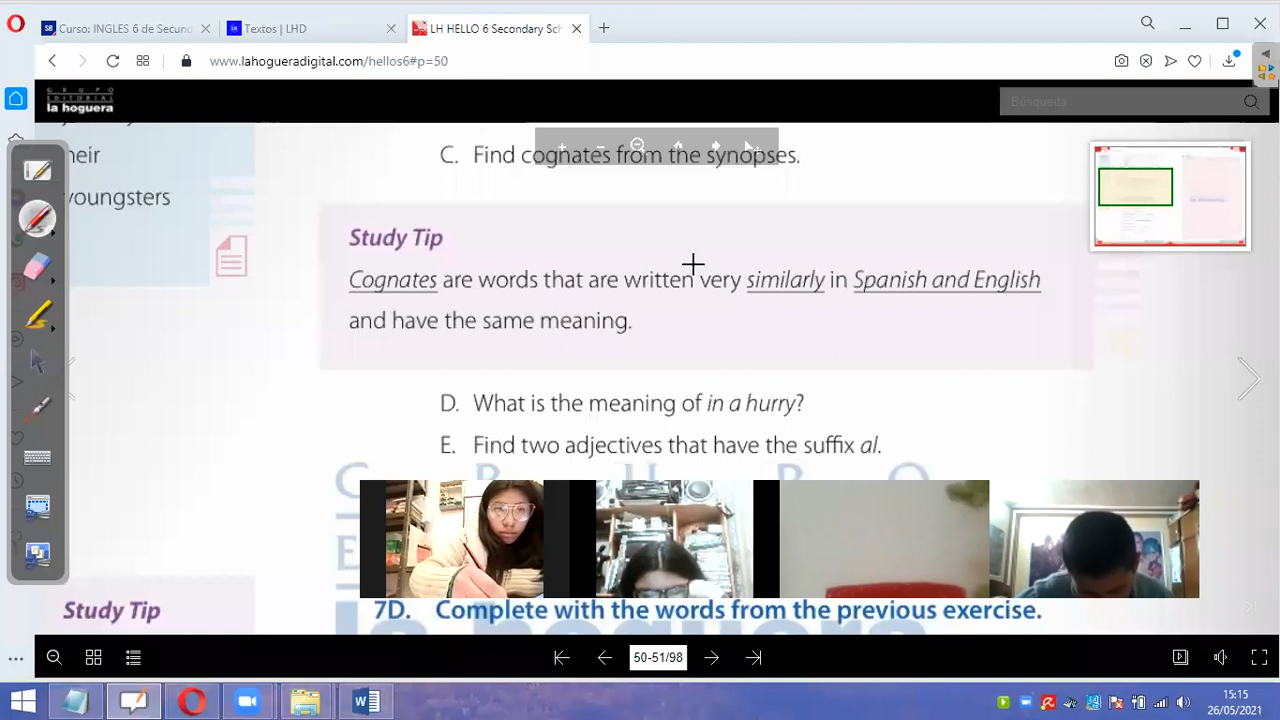 Curso: INGLES 6 de Secund
Textos | LHD
LH HELLO 6 Secondary Sch
www.lahogueradigital.com/hellos6#p=50
GRUPO EDITORIAL
la hoguera
Búsqueda
heir
youngsters
C. Find cognates from the synopses.
Study Tip
Cognates are words that are written very similarly in Spanish and English
and have the same meaning.
D. What is the meaning of in a hurry?
E. Find two adjectives that have the suffix al.
Study Tip
7D. Complete with the words from the previous exercise.
50-51/98
15:15
26/05/2021